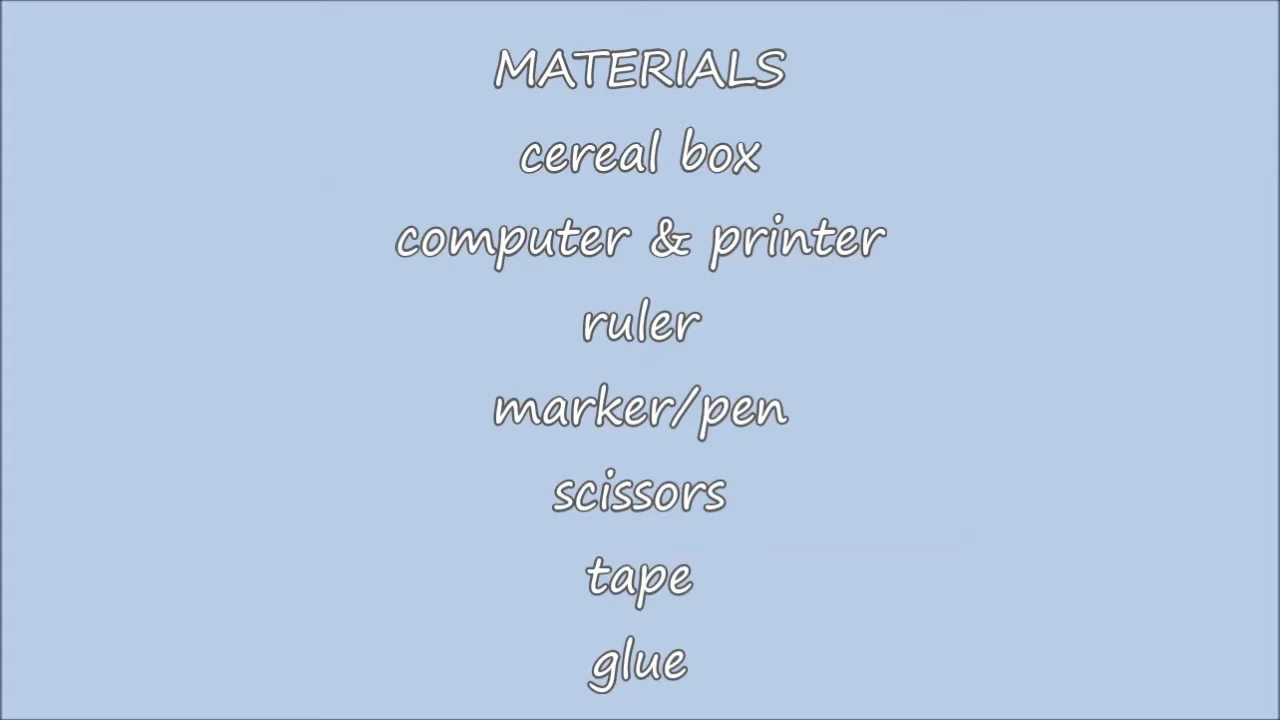 MATERIALS
cereal box
computer & printer
ruler
marker/pen
scissors
tape
glue